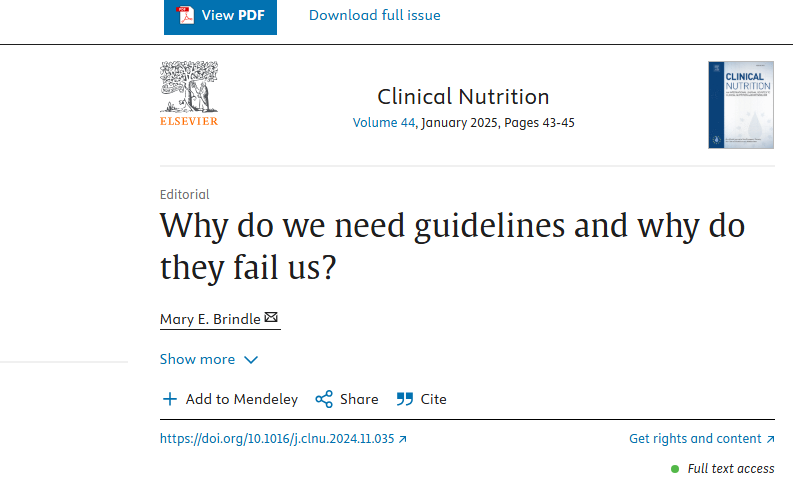 View PDF
Download full issue
ELSEVIER
Clinical Nutrition
Volume 44, January 2025, Pages 43-45
CLINICAL
NUTRITION
Editorial
Why do we need guidelines and why do
they fail us?
Mary E. Brindle
Show more
Add to Mendeley
Share
Cite
https://doi.org/10.1016/j.clnu.2024.11.035
Get rights and content
Full text access